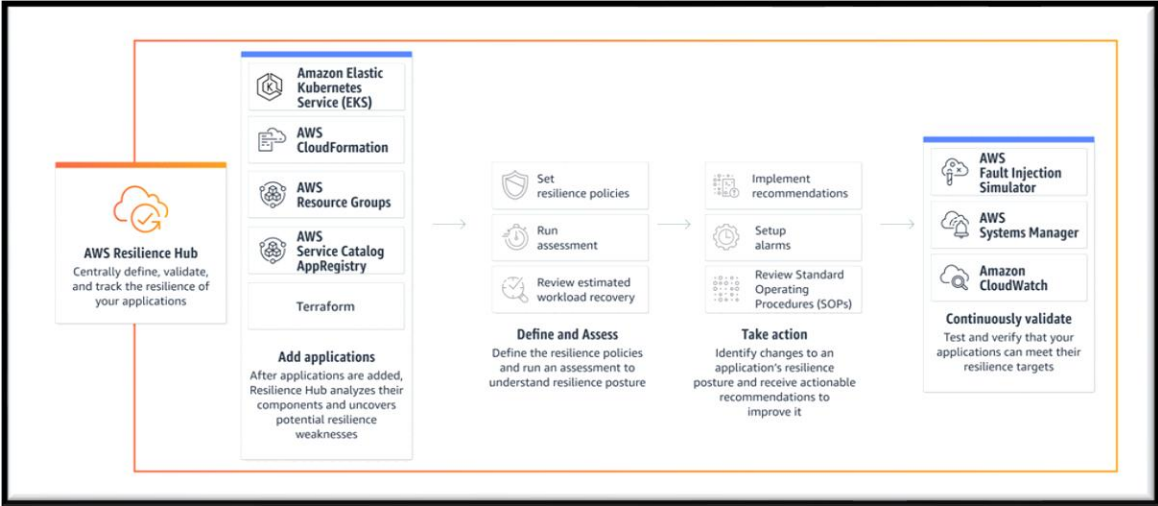 AWS Resilience Hub
Centrally define, validate,
and track the resilience of
your applications
Amazon Elastic
Kubernetes
Service (EKS)
AWS
CloudFormation
AWS
Resource Groups
AWS
Service Catalog
AppRegistry
Terraform
Add applications
After applications are added,
Resilience Hub analyzes their
components and uncovers
potential resilience
weaknesses
Set
resilience policies
Run
assessment
Review estimated
workload recovery
Define and Assess
Define the resilience policies
and run an assessment to
understand resilience posture
Implement
recommendations
Setup
alarms
Review Standard
Operating
Procedures (SOPs)
Take action
Identify changes to an
application's resilience
posture and receive actionable
recommendations to
improve it
AWS
Fault Injection
Simulator
AWS
Systems Manager
Amazon
CloudWatch
Continuously validate
Test and verify that your
applications can meet their
resilience targets